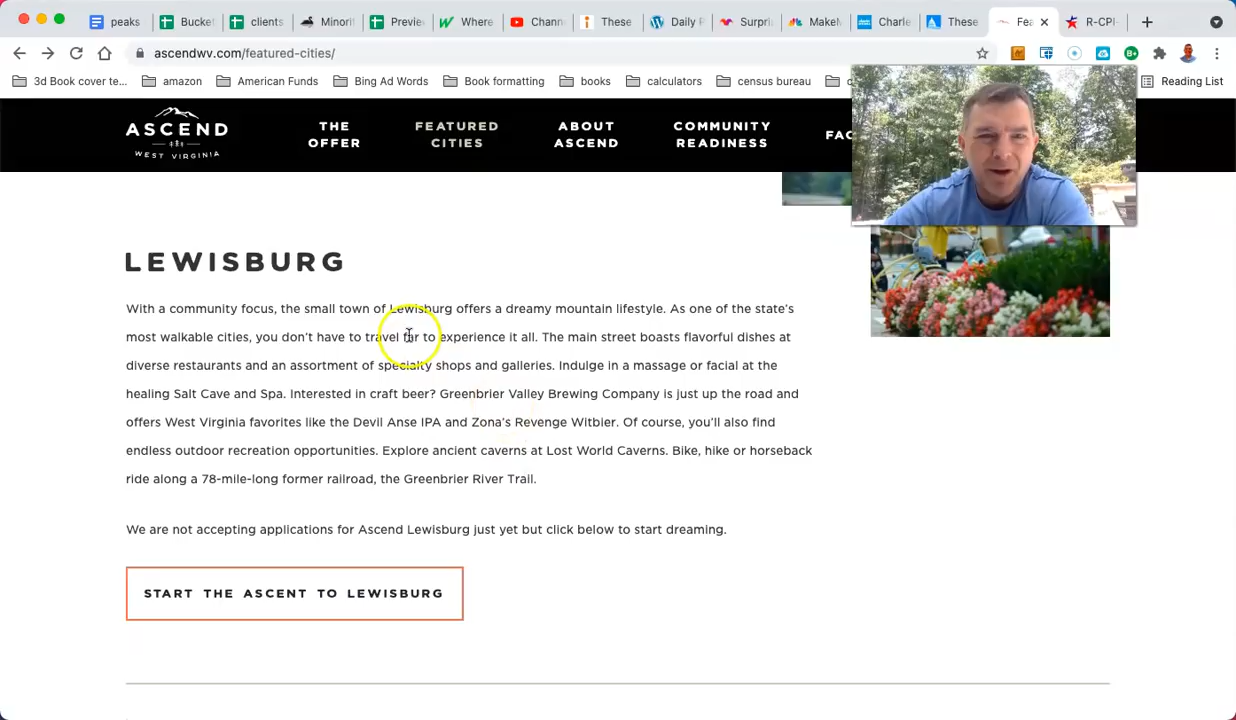 peaks
Bucket
clients
Minorit
Preview
Where
Chann
These
Daily P
Surpri
MakeM
Charle
These
Fea
R-CPI-
ascendwv.com/featured-cities/
3d Book cover te...
amazon
American Funds
Bing Ad Words
Book formatting
books
calculators
census bureau
Reading List
ASCEND
WEST VIRGINIA
THE
OFFER
FEATURED
CITIES
ABOUT
ASCEND
COMMUNITY
READINESS
FAC
LEWISBURG
With a community focus, the small town of Lewisburg offers a dreamy mountain lifestyle. As one of the state's
most walkable cities, you don't have to travel far to experience it all. The main street boasts flavorful dishes at
diverse restaurants and an assortment of specialty shops and galleries. Indulge in a massage or facial at the
healing Salt Cave and Spa. Interested in craft beer? Greenbrier Valley Brewing Company is just up the road and
offers West Virginia favorites like the Devil Anse IPA and Zona's Revenge Witbier. Of course, you'll also find
endless outdoor recreation opportunities. Explore ancient caverns at Lost World Caverns. Bike, hike or horseback
ride along a 78-mile-long former railroad, the Greenbrier River Trail.
We are not accepting applications for Ascend Lewisburg just yet but click below to start dreaming.
START THE ASCENT TO LEWISBURG